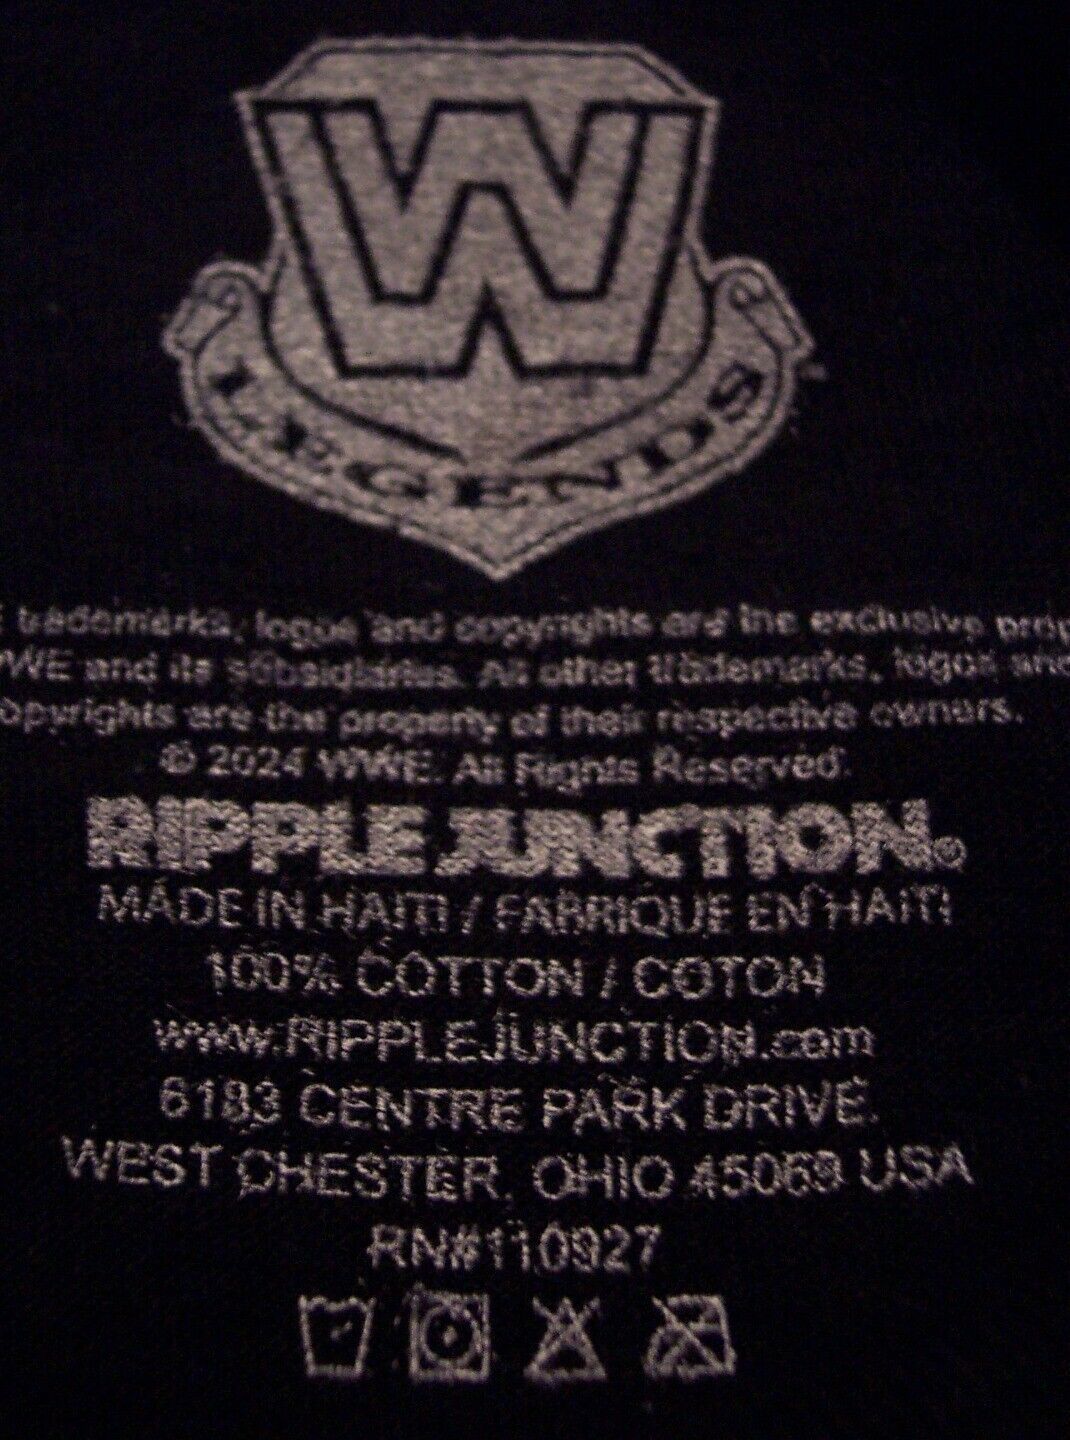 W
LEGENDS
trademarks, logos and copyrights are the exclusive prop
WE and its subsidiaries. All other trademarks, logos and
opyrights are the property of their respective owners.
© 2024 WWE. All Rights Reserved.
RIPPLE JUNCTION®
MADE IN HAITI / FABRIQUE EN HAITI
100% COTTON / COTON
www.RIPPLEJUNCTION.com
6183 CENTRE PARK DRIVE.
WEST CHESTER, OHIO 45069 USA
RN#110927